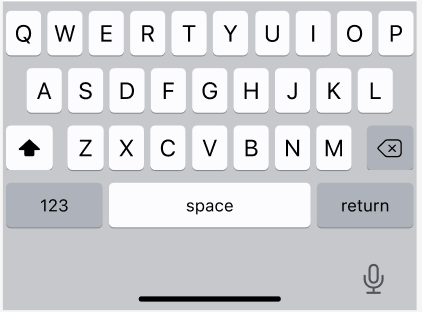 Q W E R T Y U I O P
A S D F G H J K L
Z X C V B N M
123 space return